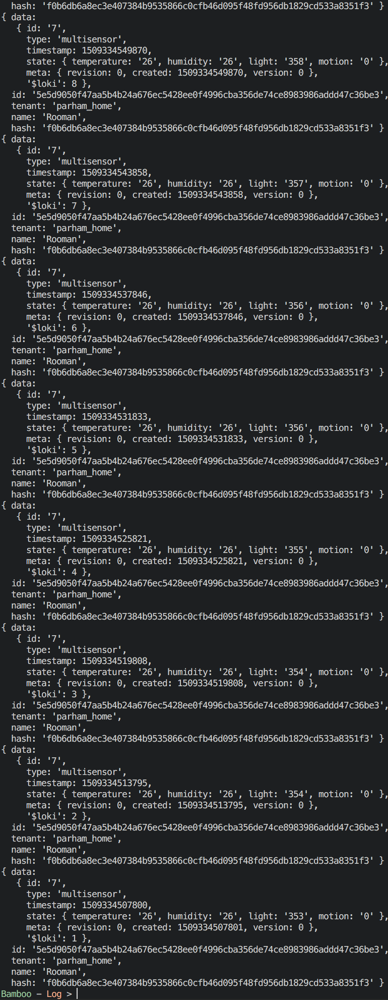 hash: 'f0b6db6a8ec3e407384b9535866c0cfb46d095f48fd956db1829cd533a8351f3' }
{ data:
   { id: '7',
     type: 'multisensor',
     timestamp: 1509334549870,
     state: { temperature: '26', humidity: '26', light: '358', motion: '0' },
     meta: { revision: 0, created: 1509334549870, version: 0 },
     '$loki': 8 },
  id: '5e5d9050f47aa5b4b24a676ec5428ee0f4996cba356de74ce8983986addd47c36be3',
  tenant: 'parham_home',
  name: 'Rooman',
  hash: 'f0b6db6a8ec3e407384b9535866c0cfb46d095f48fd956db1829cd533a8351f3' }
{ data:
   { id: '7',
     type: 'multisensor',
     timestamp: 1509334543858,
     state: { temperature: '26', humidity: '26', light: '357', motion: '0' },
     meta: { revision: 0, created: 1509334543858, version: 0 },
     '$loki': 7 },
  id: '5e5d9050f47aa5b4b24a676ec5428ee0f4996cba356de74ce8983986addd47c36be3',
  tenant: 'parham_home',
  name: 'Rooman',
  hash: 'f0b6db6a8ec3e407384b9535866c0cfb46d095f48fd956db1829cd533a8351f3' }
{ data:
   { id: '7',
     type: 'multisensor',
     timestamp: 1509334537846,
     state: { temperature: '26', humidity: '26', light: '356', motion: '0' },
     meta: { revision: 0, created: 1509334537846, version: 0 },
     '$loki': 6 },
  id: '5e5d9050f47aa5b4b24a676ec5428ee0f4996cba356de74ce8983986addd47c36be3',
  tenant: 'parham_home',
  name: 'Rooman',
  hash: 'f0b6db6a8ec3e407384b9535866c0cfb46d095f48fd956db1829cd533a8351f3' }
{ data:
   { id: '7',
     type: 'multisensor',
     timestamp: 1509334531833,
     state: { temperature: '26', humidity: '26', light: '356', motion: '0' },
     meta: { revision: 0, created: 1509334531833, version: 0 },
     '$loki': 5 },
  id: '5e5d9050f47aa5b4b24a676ec5428ee0f4996cba356de74ce8983986addd47c36be3',
  tenant: 'parham_home',
  name: 'Rooman',
  hash: 'f0b6db6a8ec3e407384b9535866c0cfb46d095f48fd956db1829cd533a8351f3' }
{ data:
   { id: '7',
     type: 'multisensor',
     timestamp: 1509334525821,
     state: { temperature: '26', humidity: '26', light: '355', motion: '0' },
     meta: { revision: 0, created: 1509334525821, version: 0 },
     '$loki': 4 },
  id: '5e5d9050f47aa5b4b24a676ec5428ee0f4996cba356de74ce8983986addd47c36be3',
  tenant: 'parham_home',
  name: 'Rooman',
  hash: 'f0b6db6a8ec3e407384b9535866c0cfb46d095f48fd956db1829cd533a8351f3' }
{ data:
   { id: '7',
     type: 'multisensor',
     timestamp: 1509334519808,
     state: { temperature: '26', humidity: '26', light: '354', motion: '0' },
     meta: { revision: 0, created: 1509334519808, version: 0 },
     '$loki': 3 },
  id: '5e5d9050f47aa5b4b24a676ec5428ee0f4996cba356de74ce8983986addd47c36be3',
  tenant: 'parham_home',
  name: 'Rooman',
  hash: 'f0b6db6a8ec3e407384b9535866c0cfb46d095f48fd956db1829cd533a8351f3' }
{ data:
   { id: '7',
     type: 'multisensor',
     timestamp: 1509334513795,
     state: { temperature: '26', humidity: '26', light: '354', motion: '0' },
     meta: { revision: 0, created: 1509334513795, version: 0 },
     '$loki': 2 },
  id: '5e5d9050f47aa5b4b24a676ec5428ee0f4996cba356de74ce8983986addd47c36be3',
  tenant: 'parham_home',
  name: 'Rooman',
  hash: 'f0b6db6a8ec3e407384b9535866c0cfb46d095f48fd956db1829cd533a8351f3' }
{ data:
   { id: '7',
     type: 'multisensor',
     timestamp: 1509334507800,
     state: { temperature: '26', humidity: '26', light: '353', motion: '0' },
     meta: { revision: 0, created: 1509334507801, version: 0 },
     '$loki': 1 },
  id: '5e5d9050f47aa5b4b24a676ec5428ee0f4996cba356de74ce8983986addd47c36be3',
  tenant: 'parham_home',
  name: 'Rooman',
  hash: 'f0b6db6a8ec3e407384b9535866c0cfb46d095f48fd956db1829cd533a8351f3' }
Bamboo – Log >